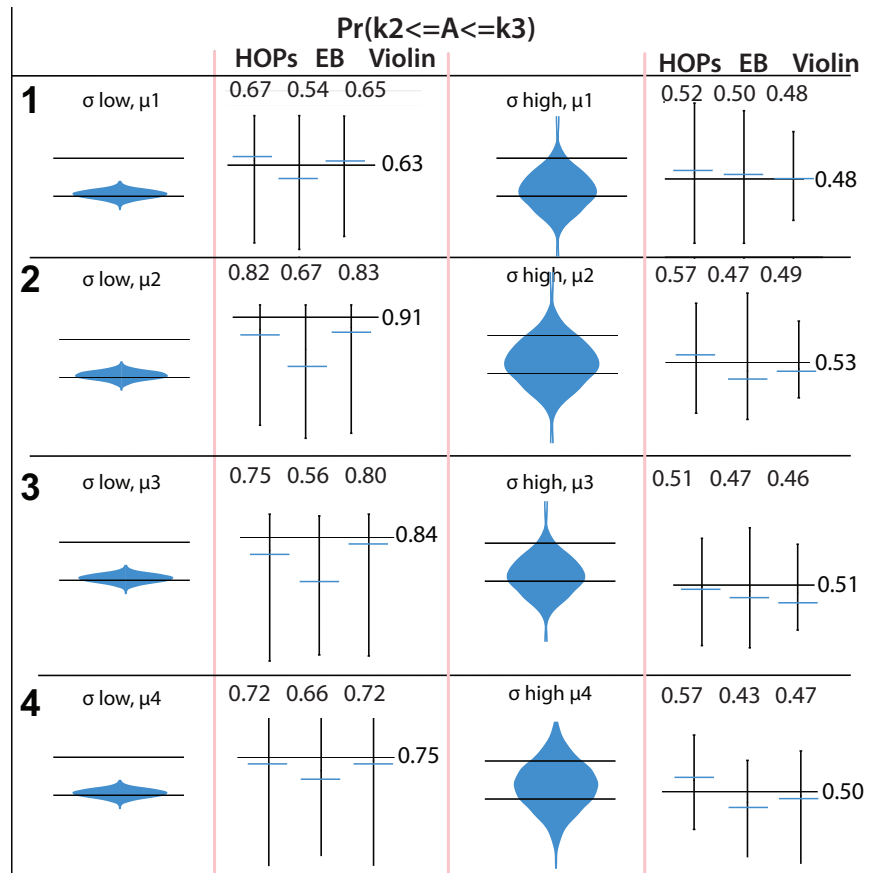 Pr(k2<=A<=k3)
HOPs EB Violin
HOPs EB Violin
1
σ low, μ1
0.67 0.54 0.65
0.63
σ high, μ1
0.52 0.50 0.48
0.48
2
σ low, μ2
0.82 0.67 0.83
0.91
σ high, μ2
0.57 0.47 0.49
0.53
3
σ low, μ3
0.75 0.56 0.80
0.84
σ high, μ3
0.51 0.47 0.46
0.51
4
σ low, μ4
0.72 0.66 0.72
0.75
σ high μ4
0.57 0.43 0.47
0.50